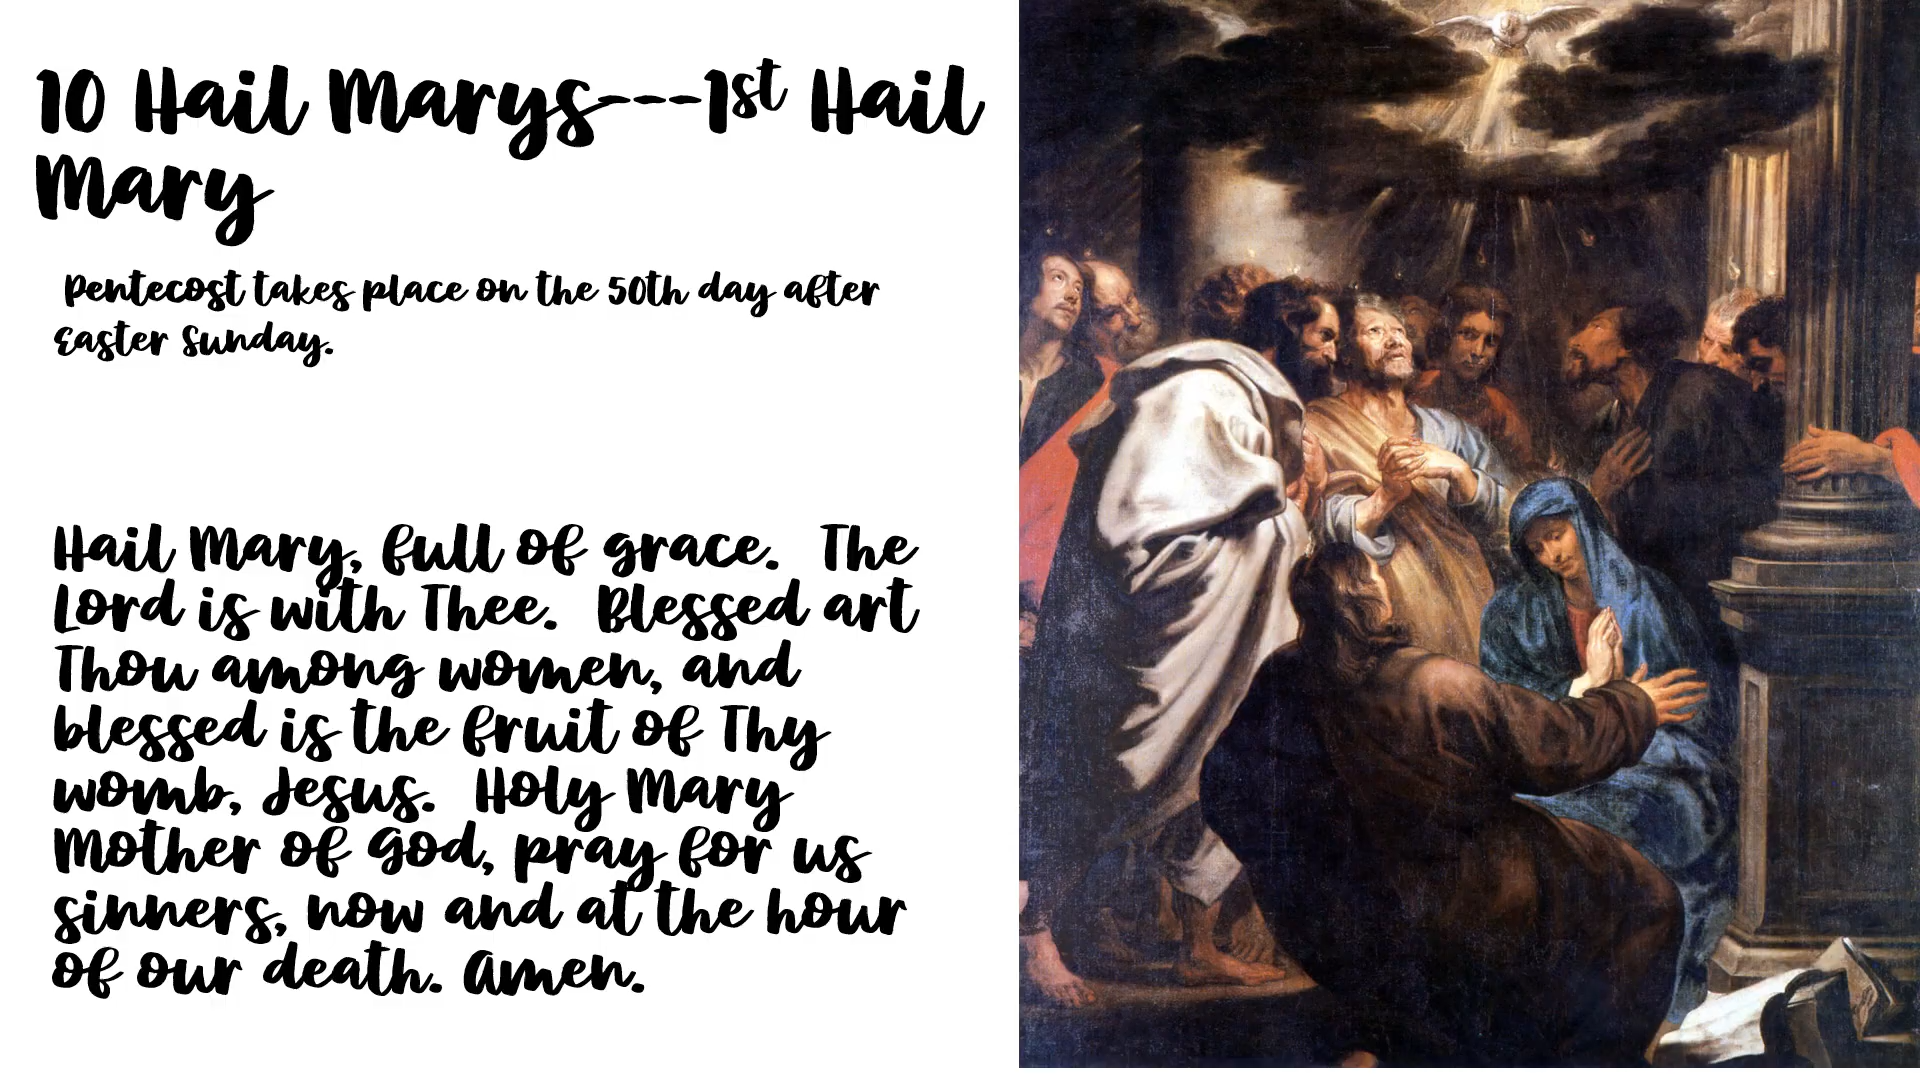 10 Hail Marys---1st Hail
Mary
Pentecost takes place on the 50th day after
Easter Sunday.
Hail Mary, full of grace.  The
Lord is with Thee.  Blessed art
Thou among women, and
blessed is the fruit of Thy
womb, Jesus.  Holy Mary
Mother of God, pray for us
sinners, now and at the hour
of our death. Amen.